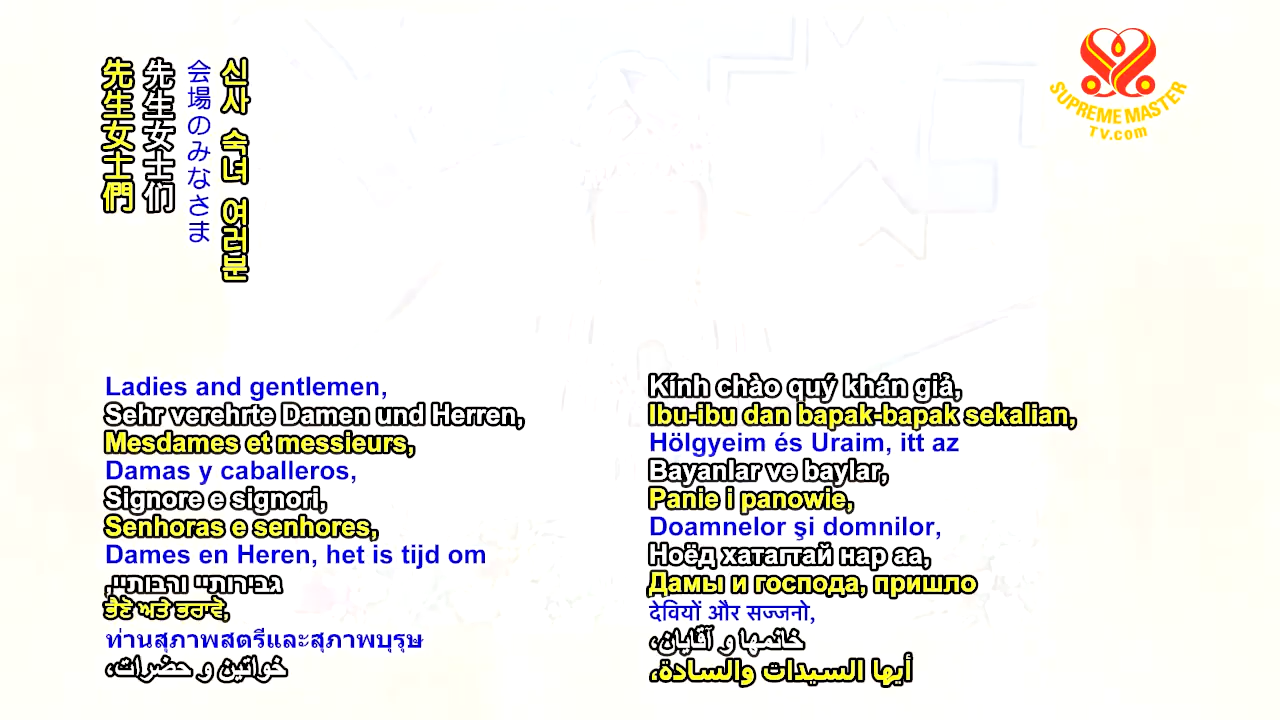 先生女士們
先生女士们
会場のみなさま
신사 숙녀 여러분
SUPREME MASTER
TV.com
Ladies and gentlemen,
Sehr verehrte Damen und Herren,
Mesdames et messieurs,
Damas y caballeros,
Signore e signori,
Senhoras e senhores,
Dames en Heren, het is tijd om
גבירותיי ורבותיי,
ਭੈਣੋ ਅਤੇ ਭਰਾਵੋ,
ท่านสุภาพสตรีและสุภาพบุรุษ
خواتین و حضرات،
Kính chào quý khán giả,
Ibu-ibu dan bapak-bapak sekalian,
Hölgyeim és Uraim, itt az
Bayanlar ve baylar,
Panie i panowie,
Doamnelor şi domnilor,
Ноёд хатагтай нар аа,
Дамы и господа, пришло
देवियों और सज्जनो,
خانمها و آقایان،
أيها السيدات والسادة،